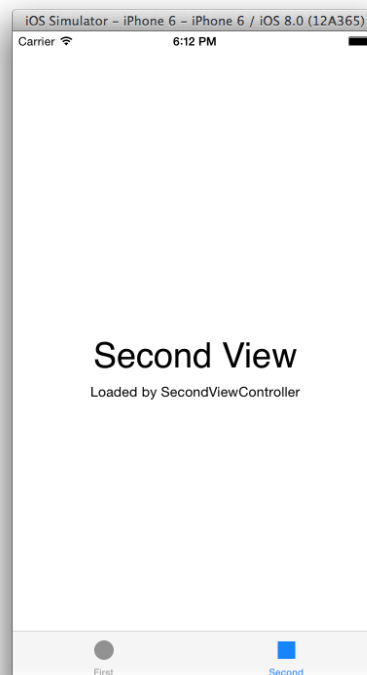 iOS Simulator – iPhone 6 – iPhone 6 / iOS 8.0 (12A365)
Carrier 6:12 PM
Second View
Loaded by SecondViewController
First Second